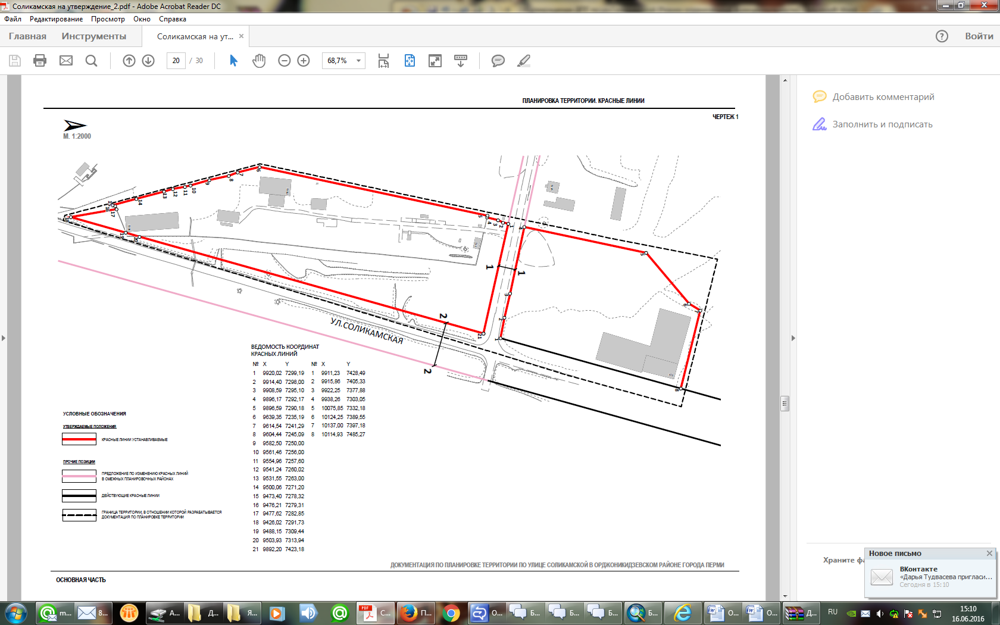 Соликамская на утверждение_2.pdf - Adobe Acrobat Reader DC
Файл Редактирование Просмотр Окно Справка
Главная Инструменты Соликамская на ут... × Войти
20 / 30 68,7%
Добавить комментарий
Заполнить и подписать
ПЛАНИРОВКА ТЕРРИТОРИИ. КРАСНЫЕ ЛИНИИ
ЧЕРТЕЖ 1
М. 1:2000
УЛ.СОЛИКАМСКАЯ
1 1
2 2
ВЕДОМОСТЬ КООРДИНАТ
КРАСНЫХ ЛИНИЙ
№ X Y № X Y
1 9920,02 7299,19 1 9911,23 7428,49
2 9914,40 7298,00 2 9915,86 7405,33
3 9908,59 7295,10 3 9922,25 7377,88
4 9896,17 7292,17 4 9938,26 7303,05
5 9896,59 7290,18 5 10075,85 7332,18
6 9639,35 7235,19 6 10124,25 7389,55
7 9614,54 7241,29 7 10137,00 7397,18
8 9604,44 7245,09 8 10114,93 7485,27
9 9582,50 7250,00
10 9561,46 7256,00
11 9554,96 7257,60
12 9541,24 7260,02
13 9531,55 7263,00
14 9500,06 7271,20
15 9473,40 7278,32
16 9476,21 7279,31
17 9477,62 7282,85
18 9426,02 7291,73
19 9488,15 7309,44
20 9503,93 7313,94
21 9892,20 7423,18
УСЛОВНЫЕ ОБОЗНАЧЕНИЯ
УТВЕРЖДАЕМЫЕ ПОЛОЖЕНИЯ
КРАСНЫЕ ЛИНИИ УСТАНАВЛИВАЕМЫЕ
ПРОЧИЕ ПОЗИЦИИ
ПРЕДЛОЖЕНИЕ ПО ИЗМЕНЕНИЮ КРАСНЫХ ЛИНИЙ
В СМЕЖНЫХ ПЛАНИРОВОЧНЫХ РАЙОНАХ
ДЕЙСТВУЮЩИЕ КРАСНЫЕ ЛИНИИ
ГРАНИЦА ТЕРРИТОРИИ, В ОТНОШЕНИИ КОТОРОЙ РАЗРАБАТЫВАЕТСЯ
ДОКУМЕНТАЦИЯ ПО ПЛАНИРОВКЕ ТЕРРИТОРИИ
ДОКУМЕНТАЦИЯ ПО ПЛАНИРОВКЕ ТЕРРИТОРИИ ПО УЛИЦЕ СОЛИКАМСКОЙ В ОРДЖОНИКИДЗЕВСКОМ РАЙОНЕ ГОРОДА ПЕРМИ
ОСНОВНАЯ ЧАСТЬ
Храните фа
Новое письмо
ВКонтакте
«Дарья Тудвасева пригласи...
Сегодня в 15:10
m... 8... А... Д... Я... С... П... О... Б... Б... Б... Б... О... О... Д...
RU
15:10
16.06.2016